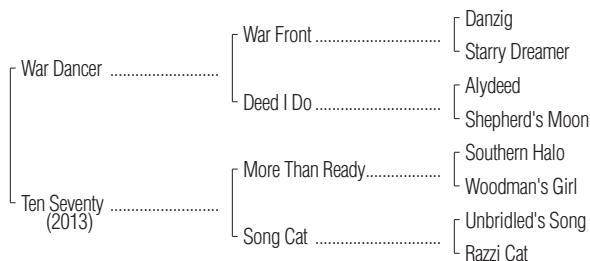 War Dancer ........................
War Front ............................
Danzig
Starry Dreamer
Deed I Do ............................
Alydeed
Shepherd's Moon
Ten Seventy ........................
(2013)
More Than Ready.................
Southern Halo
Woodman's Girl
Song Cat ............................
Unbridled's Song
Razzi Cat